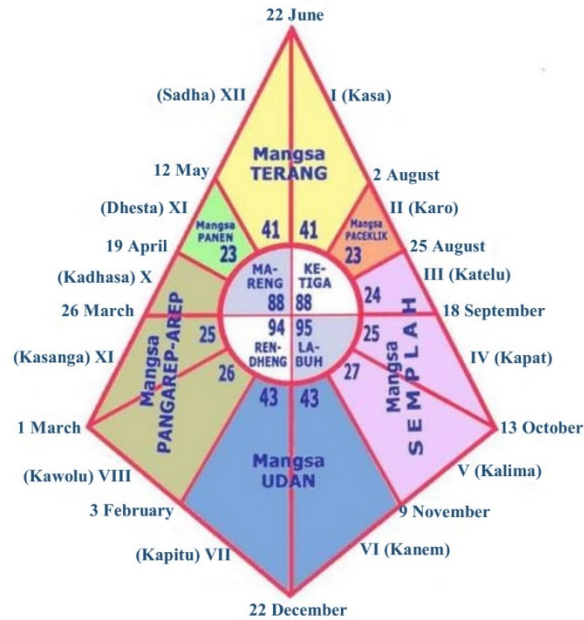 22 June
(Sadha) XII
I (Kasa)
Mangsa
TERANG
12 May
2 August
(Dhesta) XI
II (Karo)
Mangsa
PANEN
23
41
41
Mangsa
PACEKLIK
23
19 April
25 August
(Kadhasa) X
III (Katelu)
MA-
RENG
88
KE-
TIGA
88
24
26 March
18 September
(Kasanga) XI
IV (Kapat)
Mangsa
PANGAREP-AREP
25
26
94
REN-
DHENG
95
LA-
BUH
25
27
Mangsa
SEMPLAH
43
43
1 March
13 October
(Kawolu) VIII
V (Kalima)
Mangsa
UDAN
3 February
9 November
(Kapitu) VII
VI (Kanem)
22 December